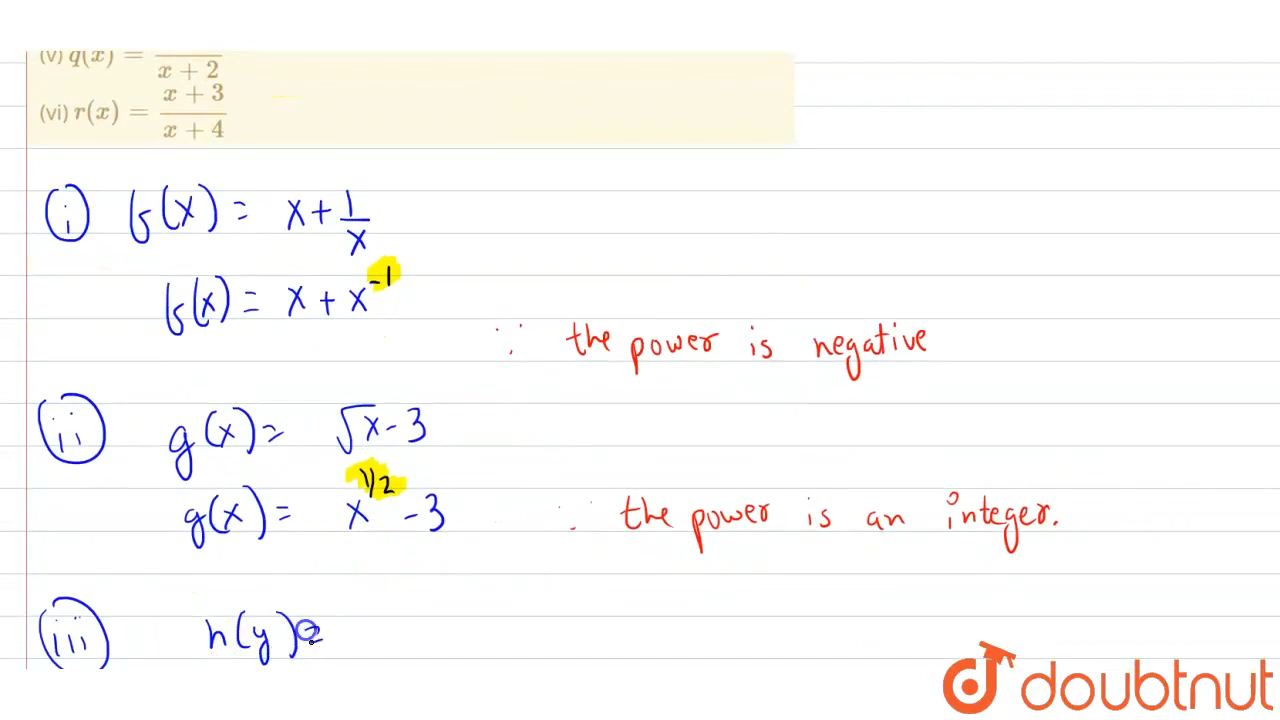 (v) q(x) = ― x + 2
(vi) r(x) = x + 3 / x + 4
(i) f(x) = x + 1/x
f(x) = x + x⁻¹
∵ the power is negative
(ii) g(x) = √x - 3
g(x) = x^1/2 - 3 ∵ the power is an integer.
(iii) h(y) =
doubtnut